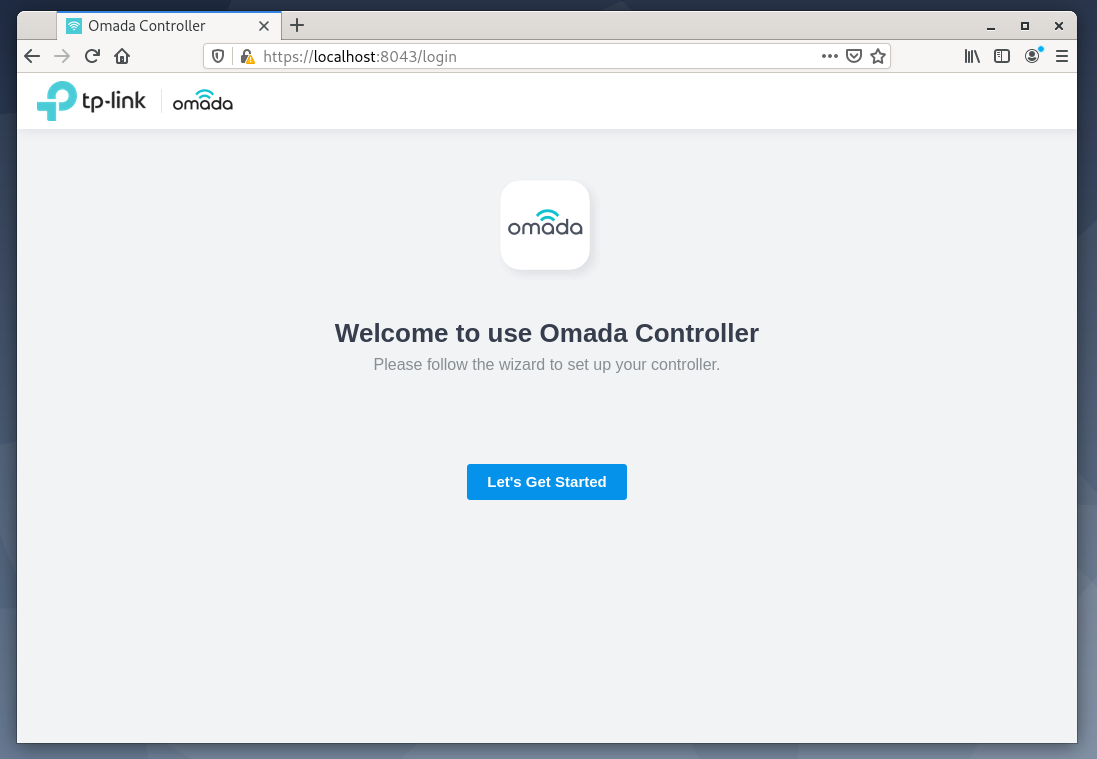 Omada Controller
https://localhost:8043/login
tp-link
omada
omada
Welcome to use Omada Controller
Please follow the wizard to set up your controller.
Let's Get Started